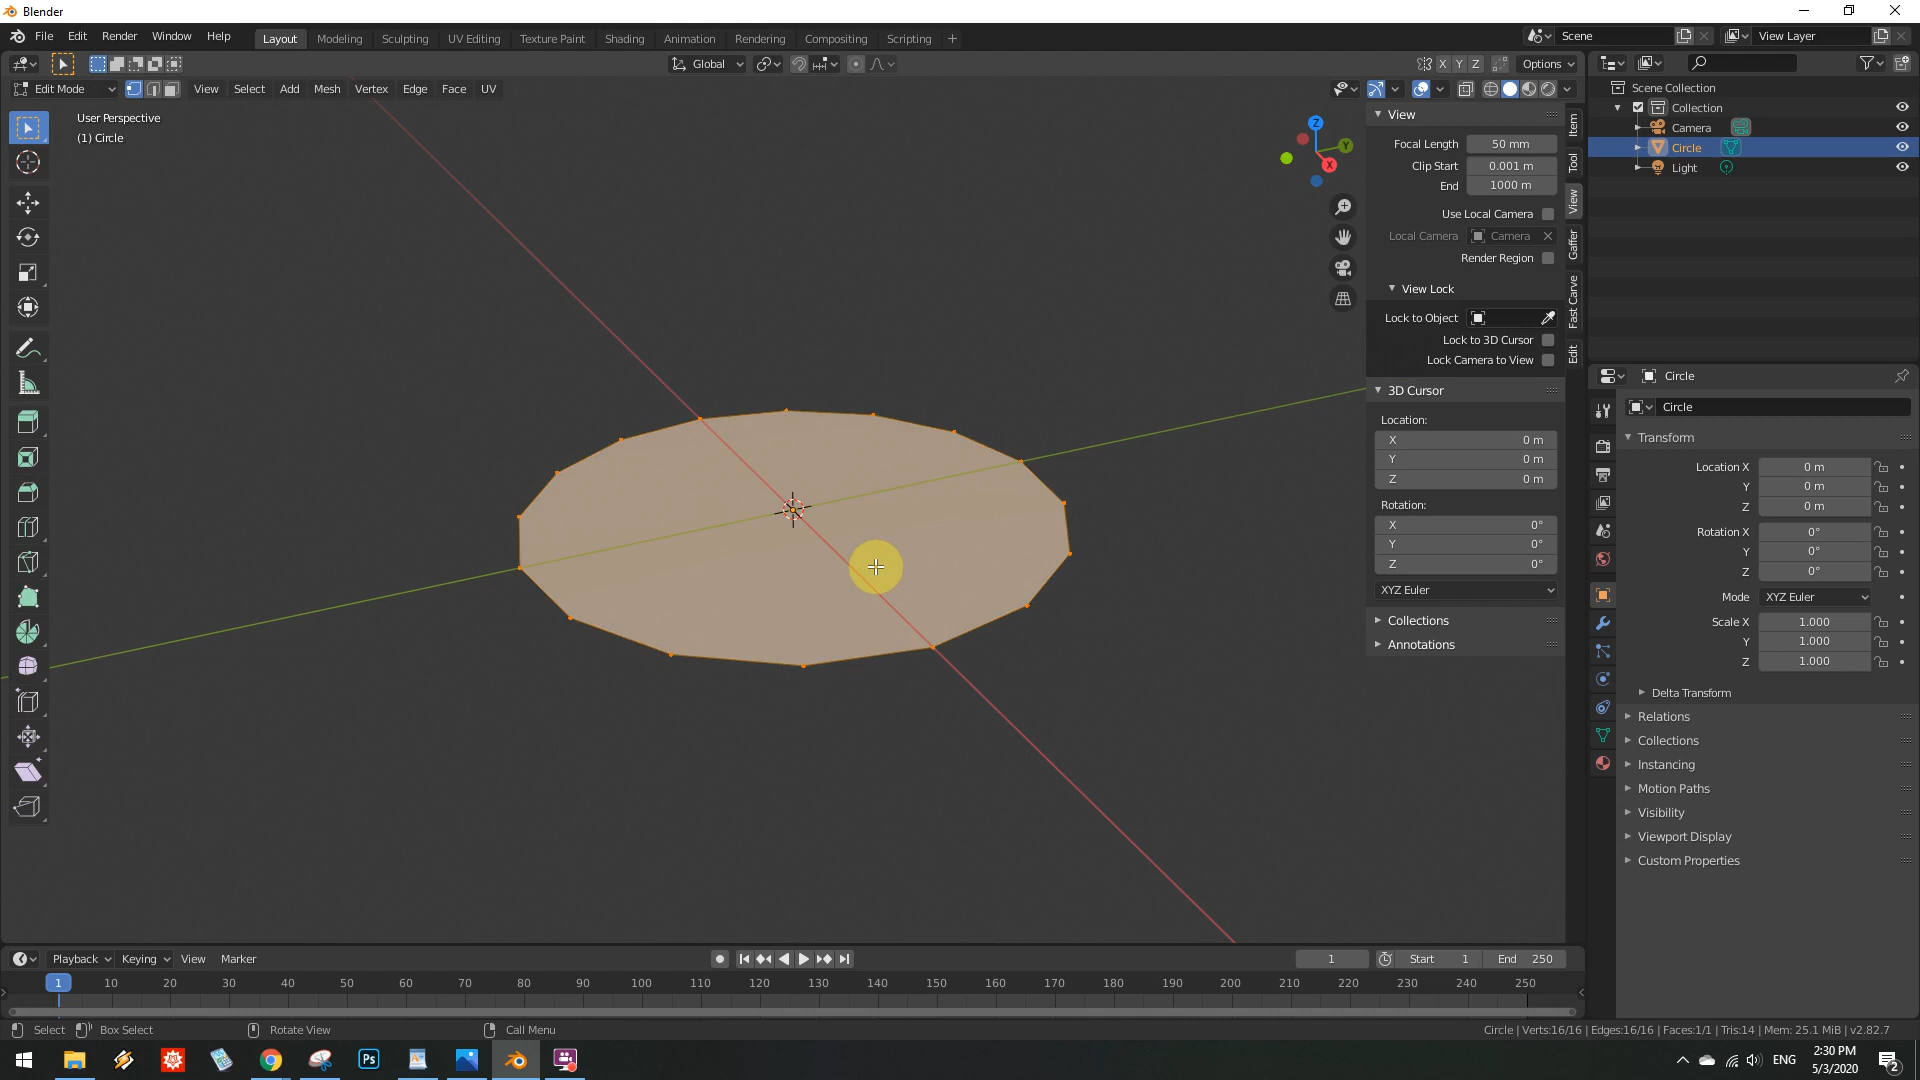 Blender
File Edit Render Window Help
Layout Modeling Sculpting UV Editing Texture Paint Shading Animation Rendering Compositing Scripting +
Scene
View Layer
Global
X Y Z
Options
Edit Mode
View Select Add Mesh Vertex Edge Face UV
User Perspective
(1) Circle
Z
Y
X
View
Focal Length 50 mm
Clip Start 0.001 m
End 1000 m
Use Local Camera
Local Camera Camera
Render Region
View Lock
Lock to Object
Lock to 3D Cursor
Lock Camera to View
3D Cursor
Location:
X 0 m
Y 0 m
Z 0 m
Rotation:
X 0°
Y 0°
Z 0°
XYZ Euler
Collections
Annotations
Item
Tool
View
Gaffer
Fast Carve
Edit
Scene Collection
Collection
Camera
Circle
Light
Circle
Circle
Transform
Location X 0 m
Y 0 m
Z 0 m
Rotation X 0°
Y 0°
Z 0°
Mode XYZ Euler
Scale X 1.000
Y 1.000
Z 1.000
Delta Transform
Relations
Collections
Instancing
Motion Paths
Visibility
Viewport Display
Custom Properties
Playback Keying View Marker
1
Start 1
End 250
1 10 20 30 40 50 60 70 80 90 100 110 120 130 140 150 160 170 180 190 200 210 220 230 240 250
Select Box Select Rotate View Call Menu
Circle | Verts:16/16 | Edges:16/16 | Faces:1/1 | Tris:14 | Mem: 25.1 MiB | v2.82.7
Ps
ENG
2:30 PM
5/3/2020
2